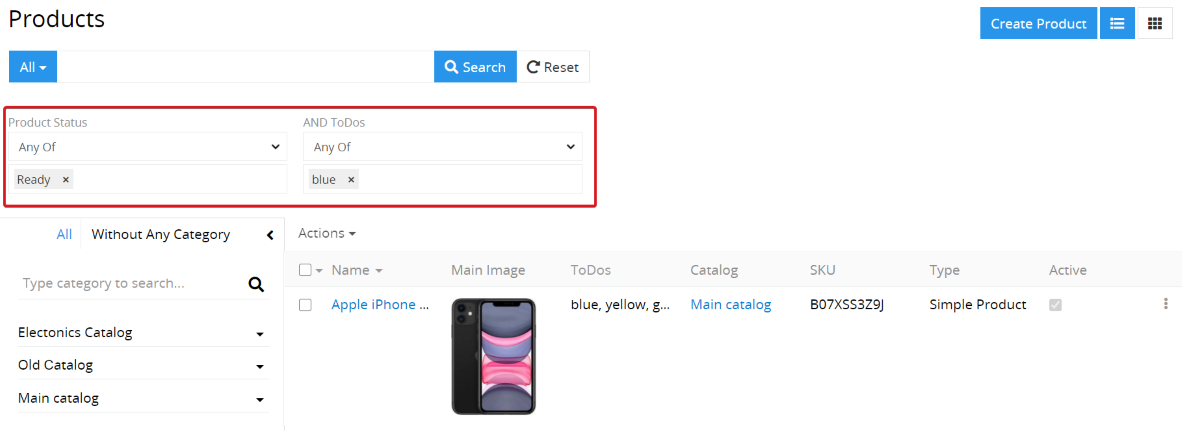 Products
Create Product
All
Search
Reset
Product Status
AND ToDos
Any Of
Any Of
Ready ×
blue ×
All
Without Any Category
Actions
Type category to search...
Name
Main Image
ToDos
Catalog
SKU
Type
Active
Apple iPhone ...
blue, yellow, g...
Main catalog
B07XSS3Z9J
Simple Product
Electonics Catalog
Old Catalog
Main catalog